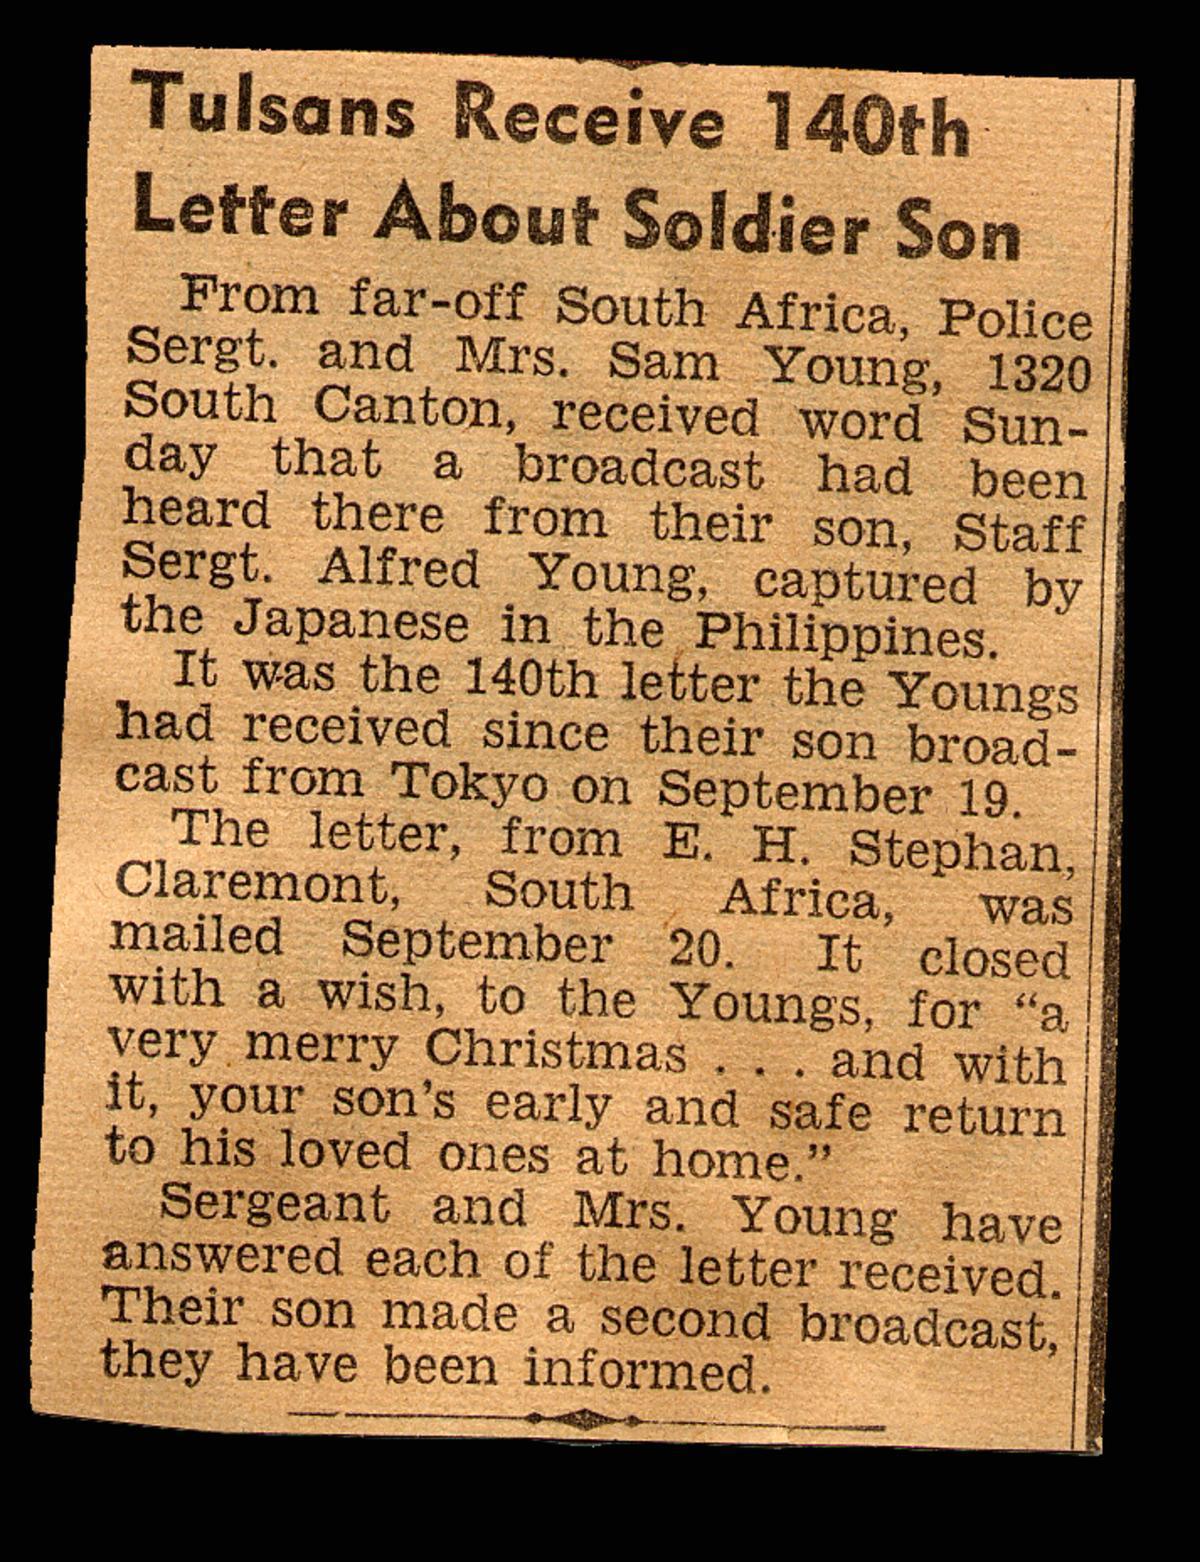 Tulsans Receive 140th
Letter About Soldier Son
From far-off South Africa, Police
Sergt. and Mrs. Sam Young, 1320
South Canton, received word Sun-
day that a broadcast had been
heard there from their son, Staff
Sergt. Alfred Young, captured by
the Japanese in the Philippines.
It was the 140th letter the Youngs
had received since their son broad-
cast from Tokyo on September 19.
The letter, from E. H. Stephan,
Claremont, South Africa, was
mailed September 20. It closed
with a wish, to the Youngs, for “a
very merry Christmas . . . and with
it, your son’s early and safe return
to his loved ones at home.”
Sergeant and Mrs. Young have
answered each of the letter received.
Their son made a second broadcast,
they have been informed.